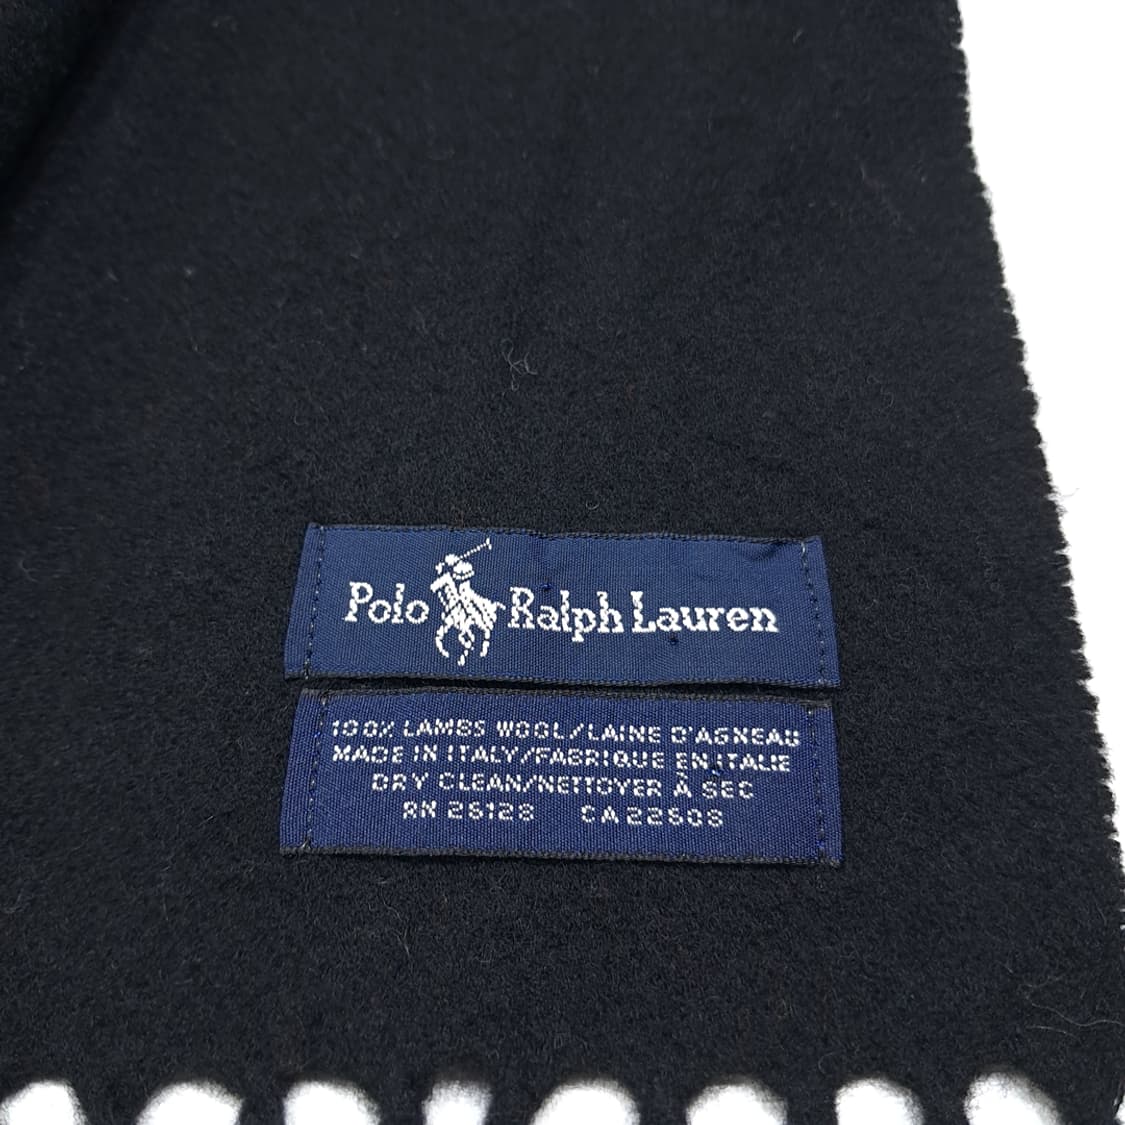 Polo Ralph Lauren
100% LAMBS WOOL/LAINE D'AGNEAU
MADE IN ITALY/FABRIQUE EN ITALIE
DRY CLEAN/NETTOYER À SEC
RN 28128 CA 22608